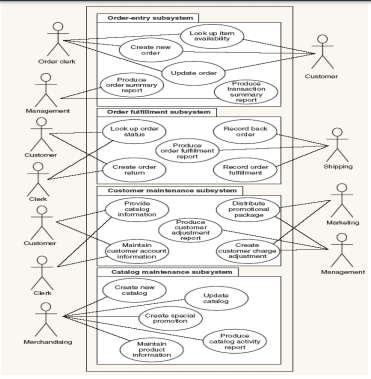 Order-entry subsystem
Look up item
availability
Create new
order
Order clerk
Customer
Update order
Produce
order summary
report
Produce
transaction
summary
report
Management
Order fulfillment subsystem
Look up order
status
Record back
order
Produce
order fulfillment
report
Customer
Shipping
Create order
return
Record order
fulfillment
Clerk
Customer maintenance subsystem
Provide
catalog
information
Distribute
promotional
package
Marketing
Produce
customer
adjustment
report
Customer
Maintain
customer account
information
Create
customer charge
adjustment
Management
Clerk
Catalog maintenance subsystem
Create new
catalog
Update
catalog
Create special
promotion
Merchandising
Produce
catalog activity
report
Maintain
product
information